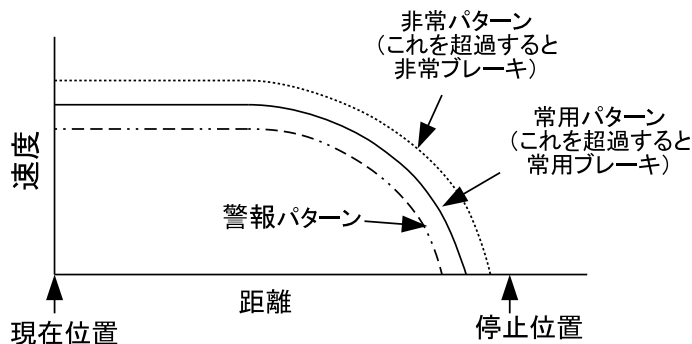 非常パターン
（これを超過すると
非常ブレーキ）
常用パターン
（これを超過すると
常用ブレーキ）
速度
警報パターン
距離
現在位置
停止位置